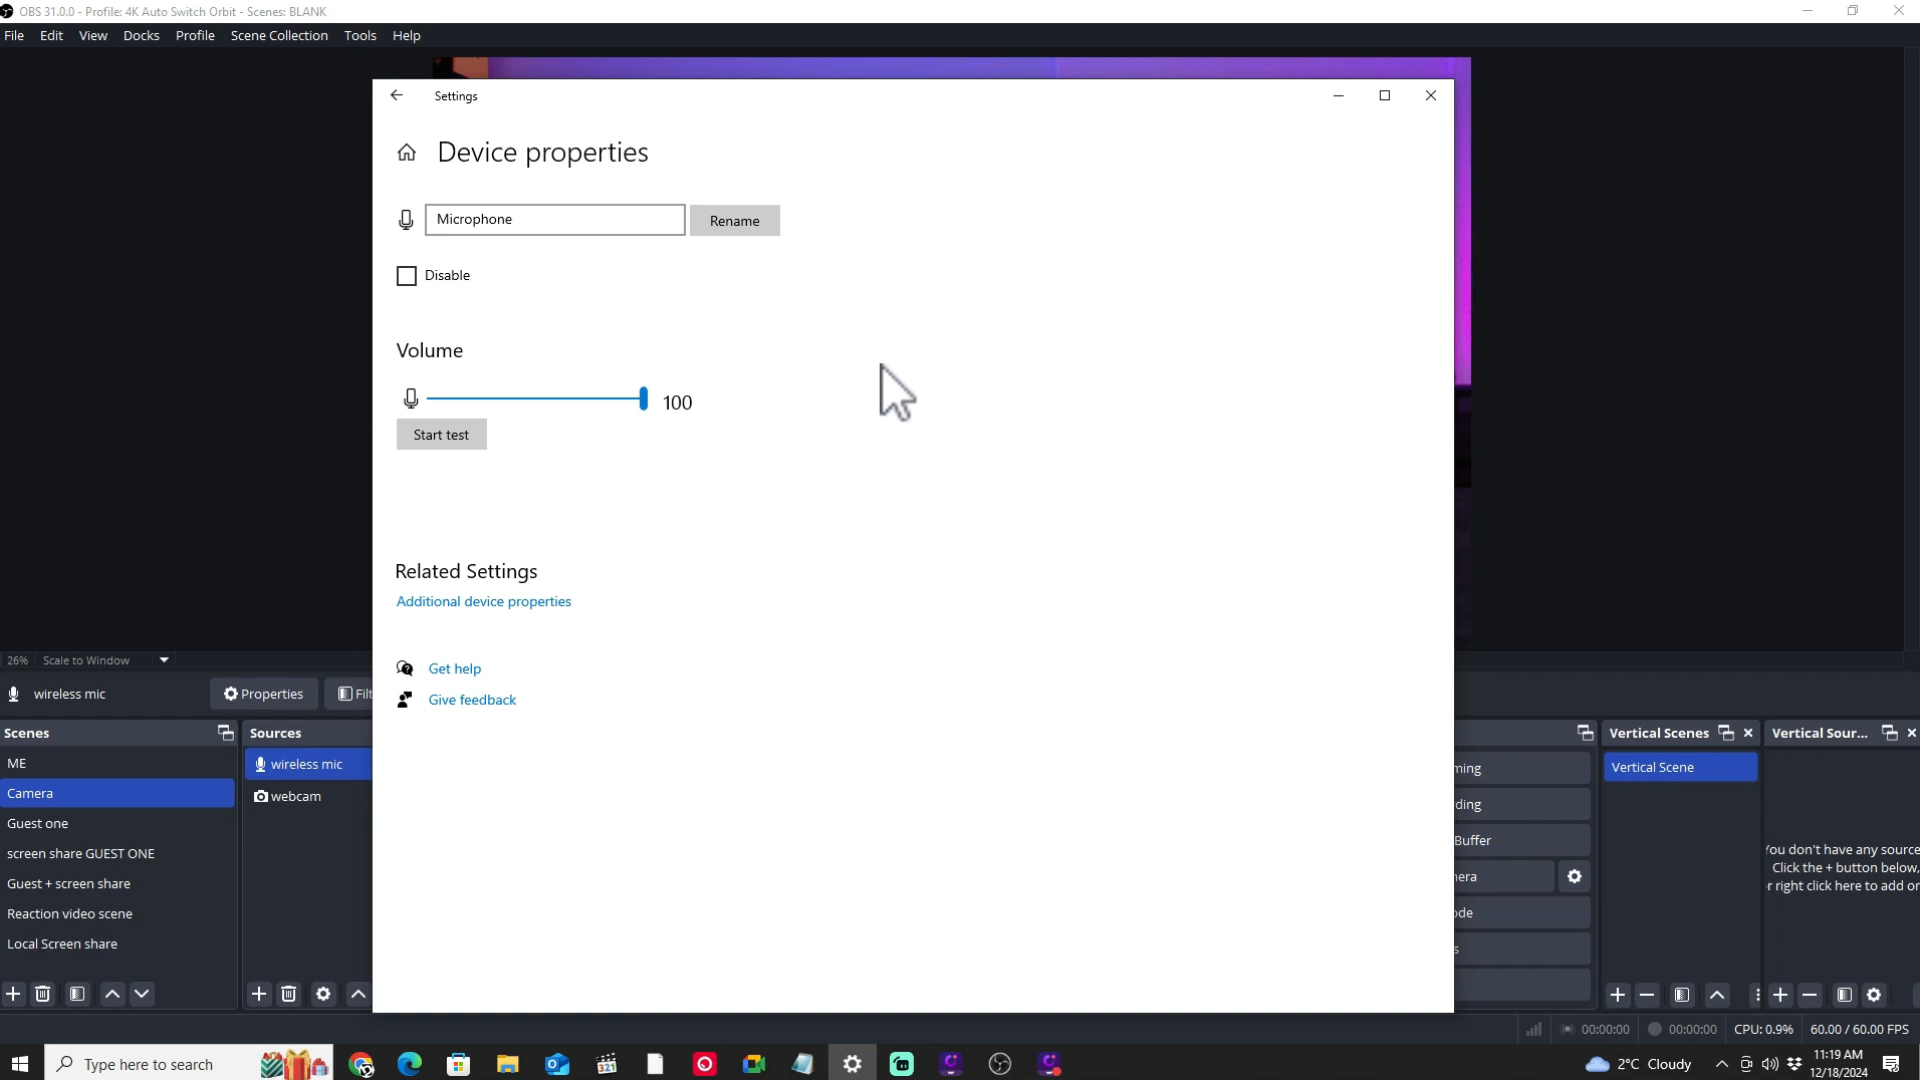 OBS 31.0.0 - Profile: 4K Auto Switch Orbit - Scenes: BLANK
File Edit View Docks Profile Scene Collection Tools Help
Settings
Device properties
Microphone
Rename
Disable
Volume
100
Start test
Related Settings
Additional device properties
Get help
Give feedback
26% Scale to Window
wireless mic
Properties
Filt
Scenes
ME
Camera
Guest one
screen share GUEST ONE
Guest + screen share
Reaction video scene
Local Screen share
Sources
wireless mic
webcam
ming
ding
Buffer
nera
ode
s
Vertical Scenes
Vertical Scene
Vertical Sour...
You don't have any source
Click the + button below,
r right click here to add or
00:00:00 00:00:00 CPU: 0.9% 60.00 / 60.00 FPS
Type here to search
321
2°C Cloudy
11:19 AM
12/18/2024